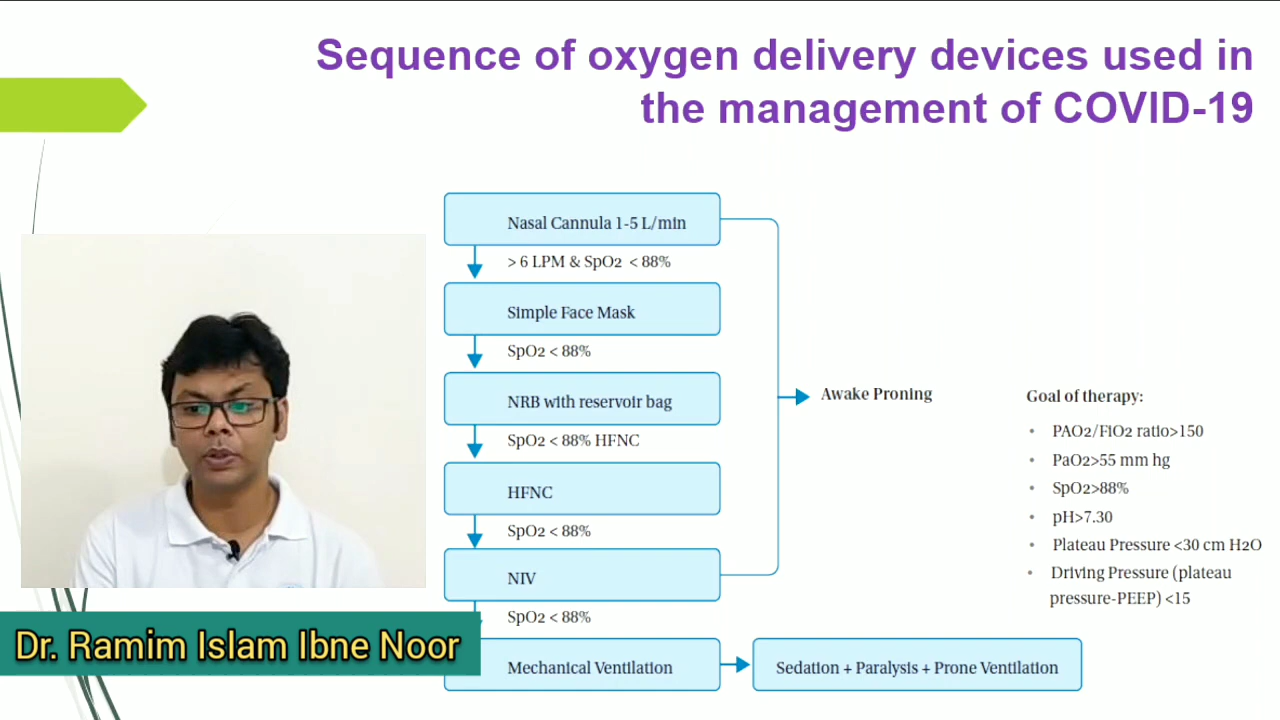 Sequence of oxygen delivery devices used in
the management of COVID-19
Nasal Cannula 1-5 L/min
> 6 LPM & SpO2 < 88%
Simple Face Mask
SpO2 < 88%
NRB with reservoir bag
SpO2 < 88% HFNC
HFNC
SpO2 < 88%
NIV
SpO2 < 88%
Mechanical Ventilation
Sedation + Paralysis + Prone Ventilation
Awake Proning
Goal of therapy:
• PAO2/FiO2 ratio>150
• PaO2>55 mm hg
• SpO2>88%
• pH>7.30
• Plateau Pressure <30 cm H2O
• Driving Pressure (plateau
pressure-PEEP) <15
Dr. Ramim Islam Ibne Noor